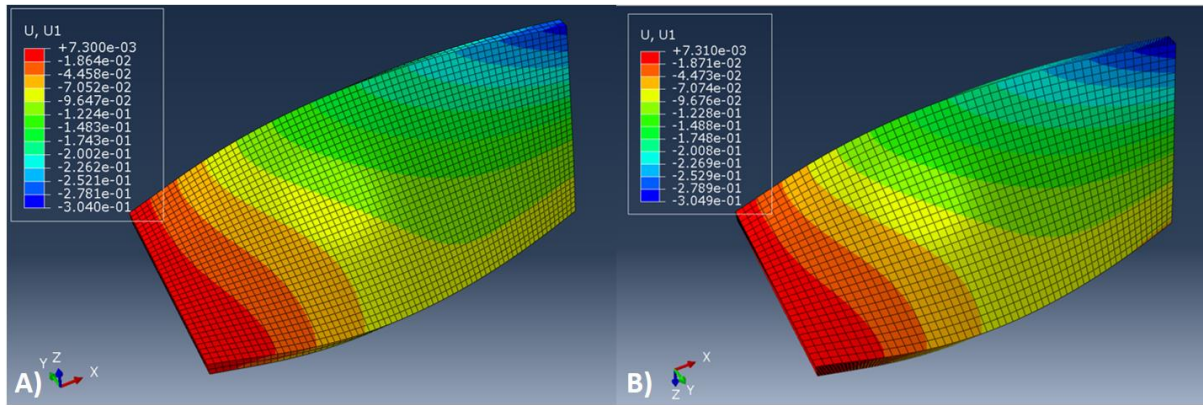 U, U1
+7.300e-03
-1.864e-02
-4.458e-02
-7.052e-02
-9.647e-02
-1.224e-01
-1.483e-01
-1.743e-01
-2.002e-01
-2.262e-01
-2.521e-01
-2.781e-01
-3.040e-01
Y Z X
A)
U, U1
+7.310e-03
-1.871e-02
-4.473e-02
-7.074e-02
-9.676e-02
-1.228e-01
-1.488e-01
-1.748e-01
-2.008e-01
-2.269e-01
-2.529e-01
-2.789e-01
-3.049e-01
X
Z Y
B)